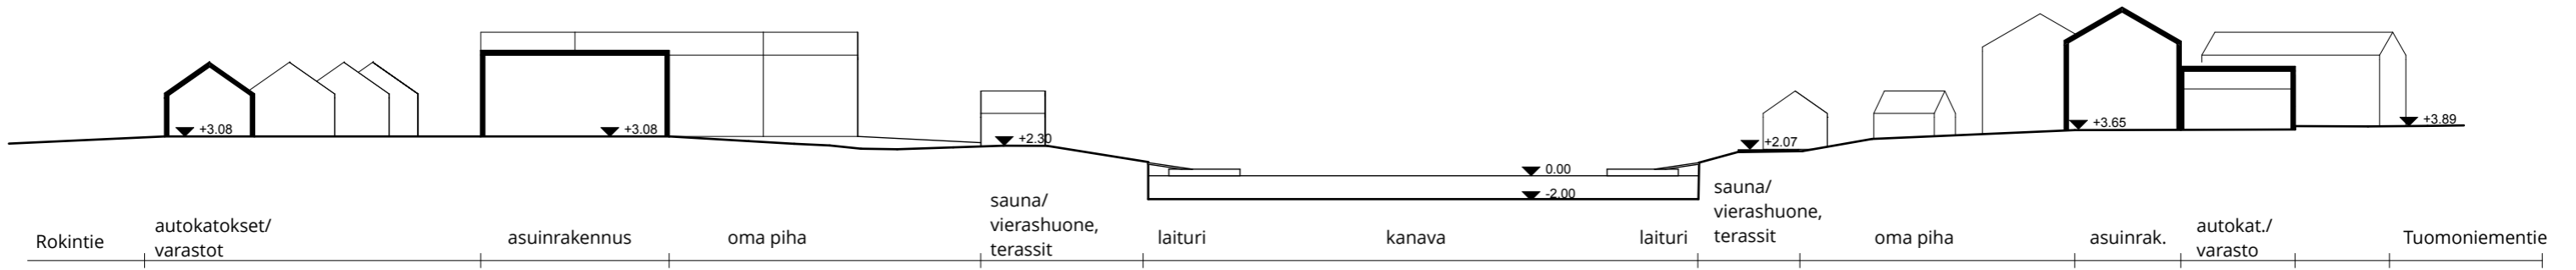 +3.08
+3.08
+2.30
0.00
-2.00
+2.07
+3.65
+3.89
Rokintie
autokatokset/
varastot
asuinrakennus
oma piha
sauna/
vierashuone,
terassit
laituri
kanava
laituri
sauna/
vierashuone,
terassit
oma piha
asuinrak.
autokat./
varasto
Tuomoniementie